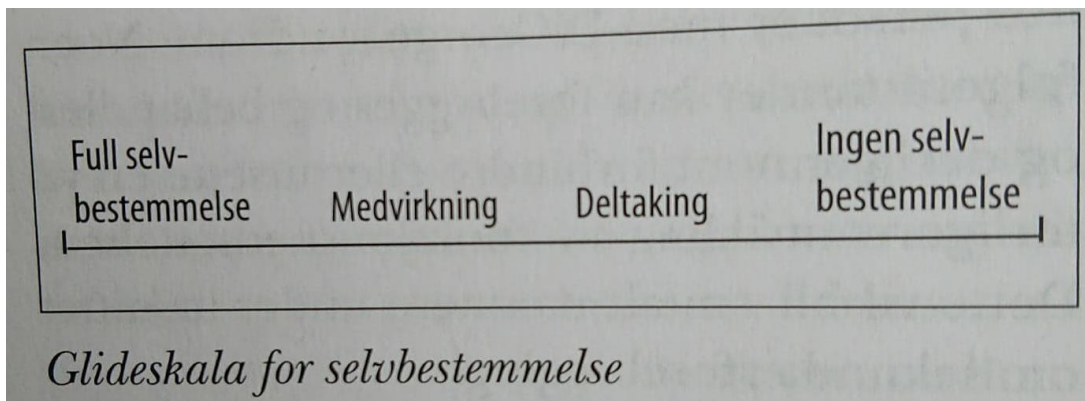 Full selv-
bestemmelse
Medvirkning
Deltaking
Ingen selv-
bestemmelse
Glideskala for selvbestemmelse